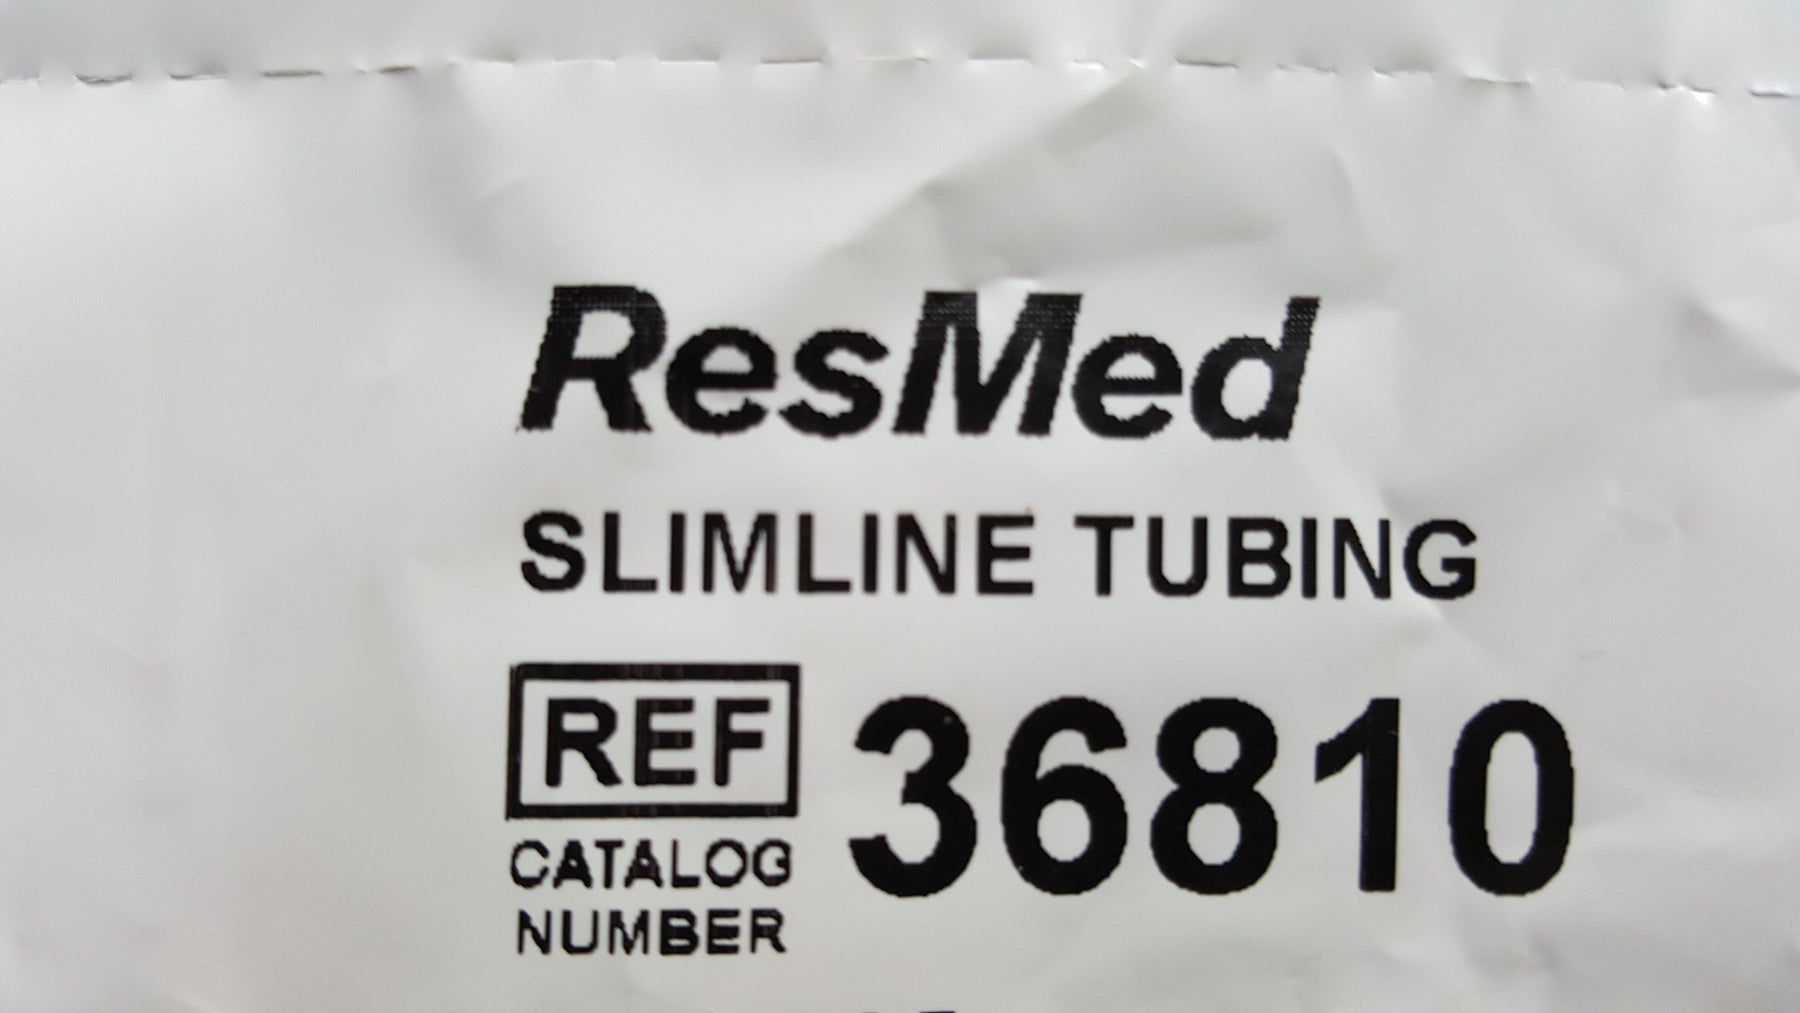 ResMed
SLIMLINE TUBING
REF 36810
CATALOG
NUMBER